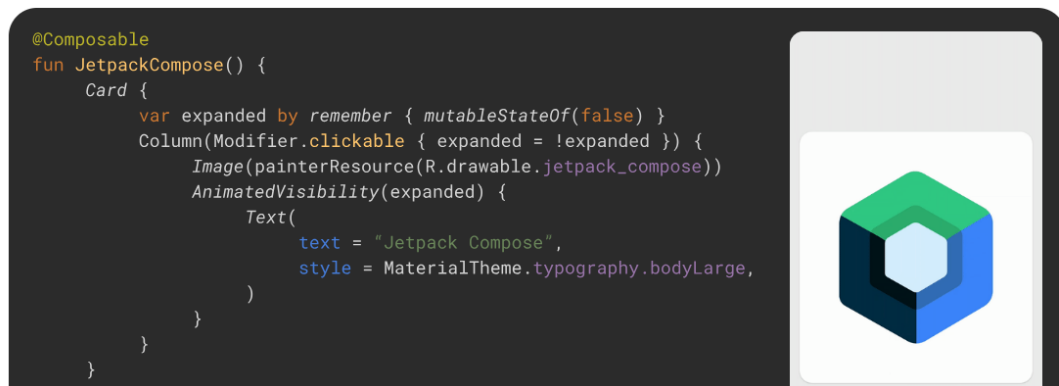 @Composable
fun JetpackCompose() {
Card {
var expanded by remember { mutableStateOf(false) }
Column(Modifier.clickable { expanded = !expanded }) {
Image(painterResource(R.drawable.jetpack_compose))
AnimatedVisibility(expanded) {
Text(
text = “Jetpack Compose”,
style = MaterialTheme.typography.bodyLarge,
)
}
}
}